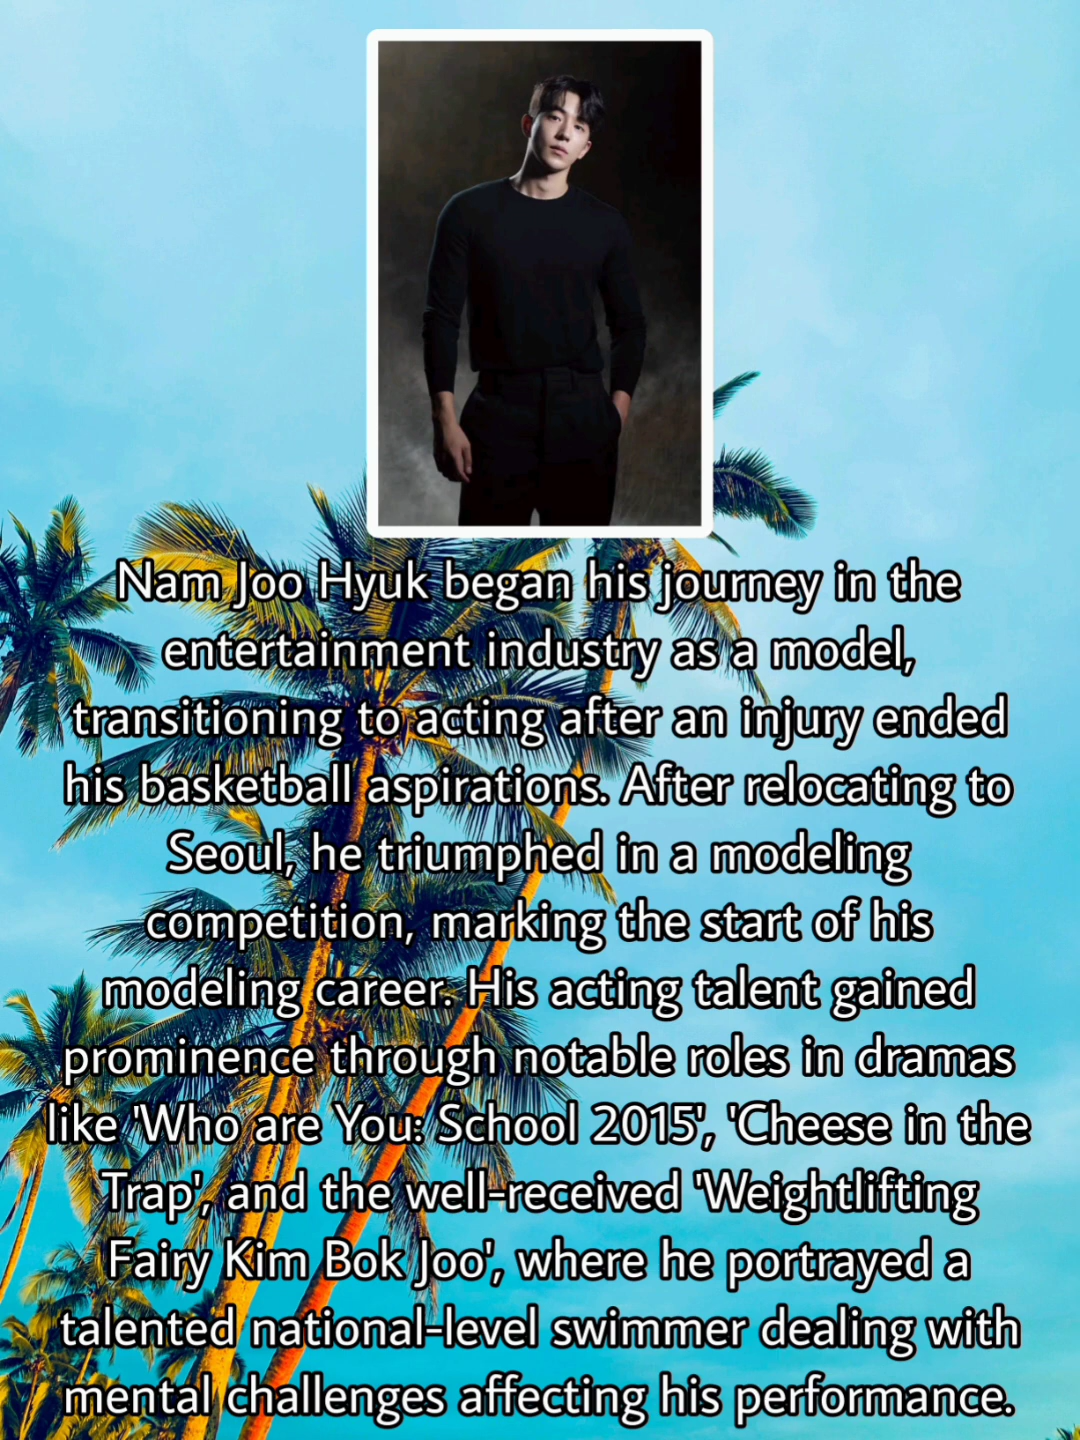 Nam Joo Hyuk began his journey in the
entertainment industry as a model,
transitioning to acting after an injury ended
his basketball aspirations. After relocating to
Seoul, he triumphed in a modeling
competition, marking the start of his
modeling career. His acting talent gained
prominence through notable roles in dramas
like 'Who are You: School 2015', 'Cheese in the
Trap', and the well-received 'Weightlifting
Fairy Kim Bok Joo', where he portrayed a
talented national-level swimmer dealing with
mental challenges affecting his performance.